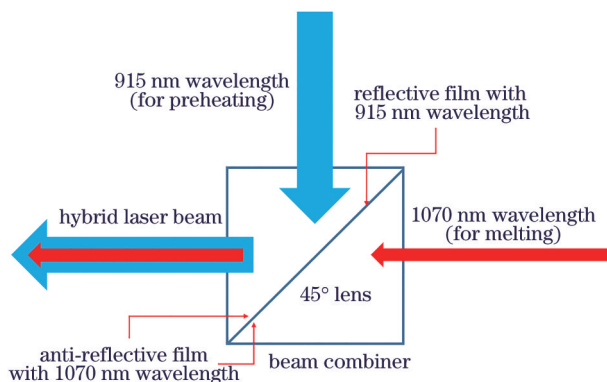 915 nm wavelength
(for preheating)
reflective film with
915 nm wavelength
hybrid laser beam
1070 nm wavelength
(for melting)
45° lens
anti-reflective film
with 1070 nm wavelength
beam combiner